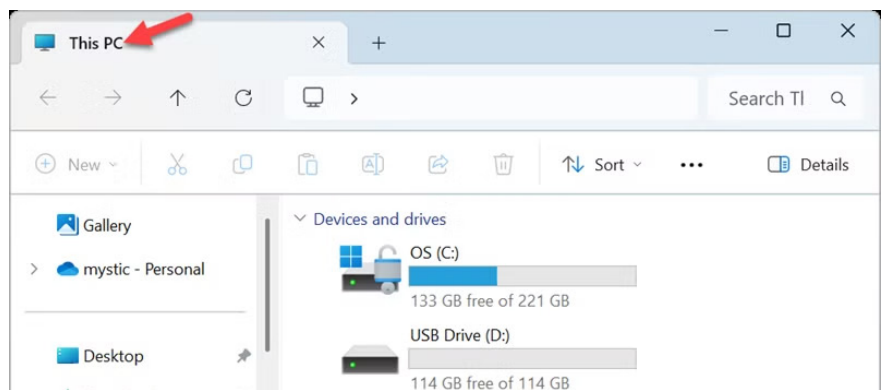 This PC
Search Tl
New
Sort
Details
Gallery
mystic - Personal
Desktop
Devices and drives
OS (C:)
133 GB free of 221 GB
USB Drive (D:)
114 GB free of 114 GB